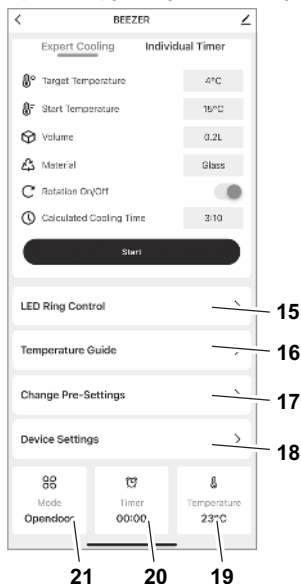 BEEZER
Expert Cooling Individual Timer
Target Temperature 4°C
Start Temperature 15°C
Volume 0.2L
Material Glass
Rotation On/Off
Calculated Cooling Time 3:10
Start
LED Ring Control
15
Temperature Guide
16
Change Pre-Settings
17
Device Settings
18
Mode Timer Temperature
Opendoor 00:00 23°C
21 20 19